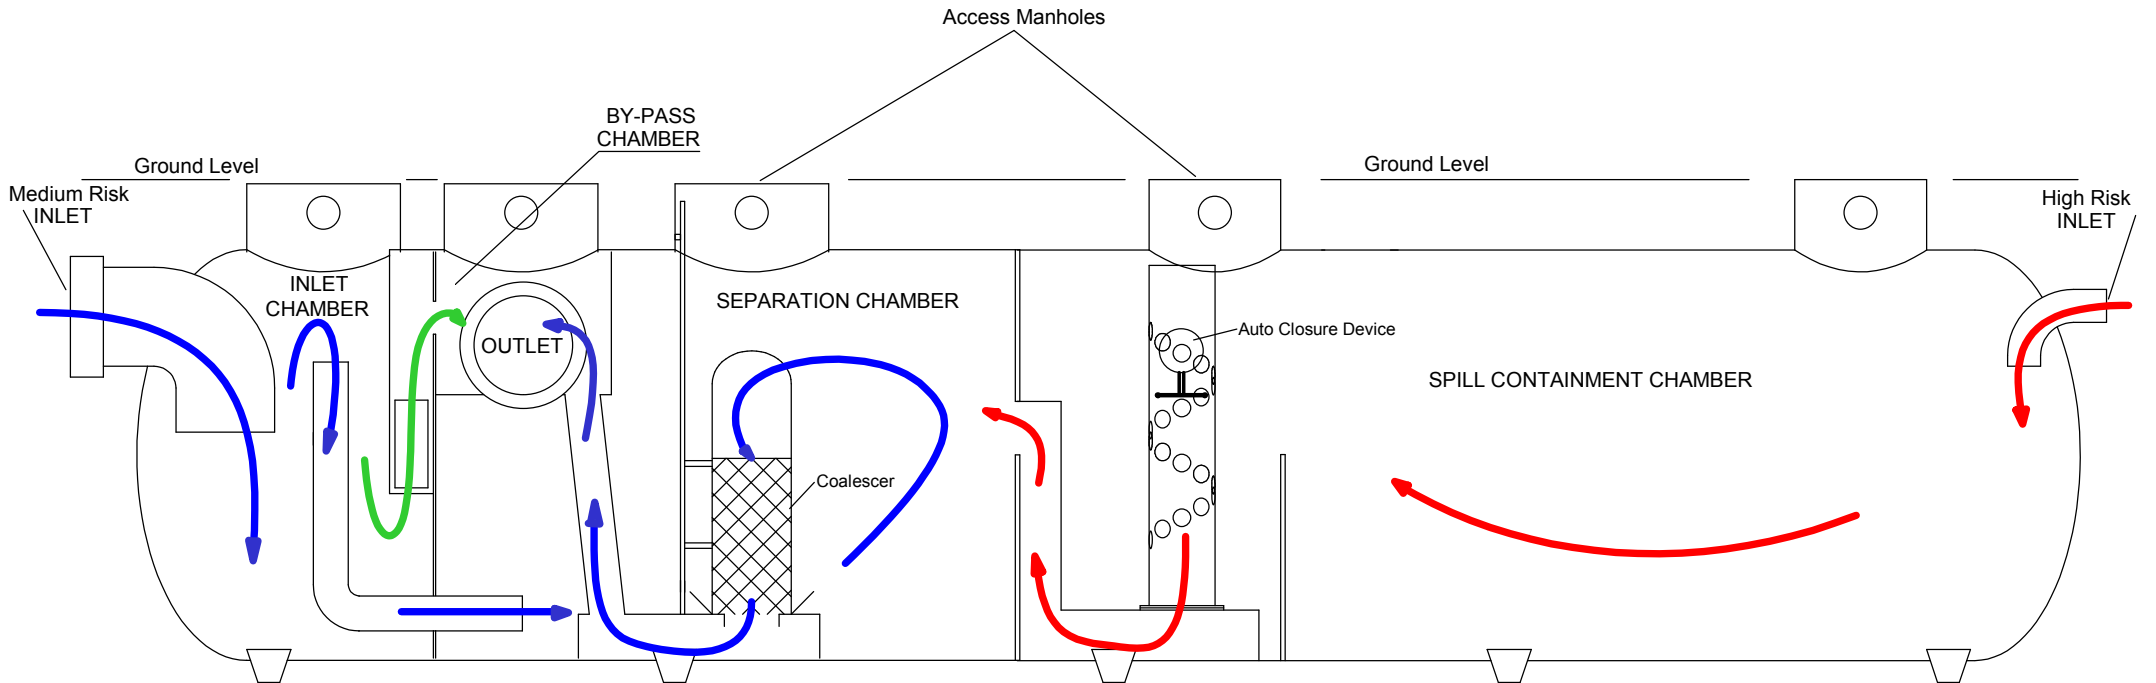 Access Manholes
BY-PASS
CHAMBER
Ground Level
Ground Level
Medium Risk
INLET
High Risk
INLET
INLET
CHAMBER
SEPARATION CHAMBER
OUTLET
Auto Closure Device
SPILL CONTAINMENT CHAMBER
Coalescer